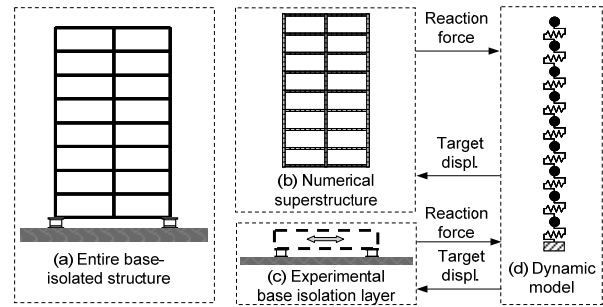 (a) Entire base-
isolated structure
(b) Numerical
superstructure
Reaction
force
Target
displ.
Reaction
force
Target
displ.
(c) Experimental
base isolation layer
(d) Dynamic
model